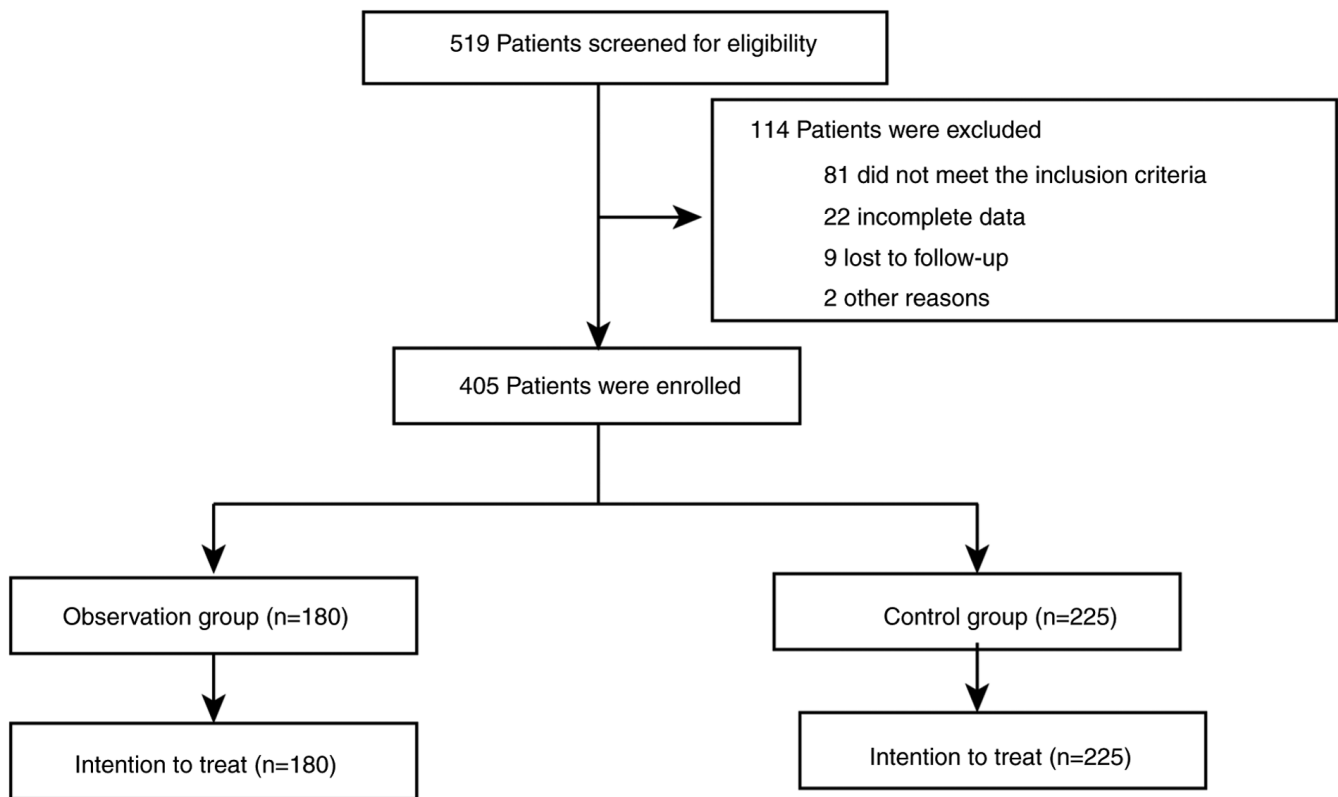 519 Patients screened for eligibility
114 Patients were excluded
81 did not meet the inclusion criteria
22 incomplete data
9 lost to follow-up
2 other reasons
405 Patients were enrolled
Observation group (n=180)
Control group (n=225)
Intention to treat (n=180)
Intention to treat (n=225)